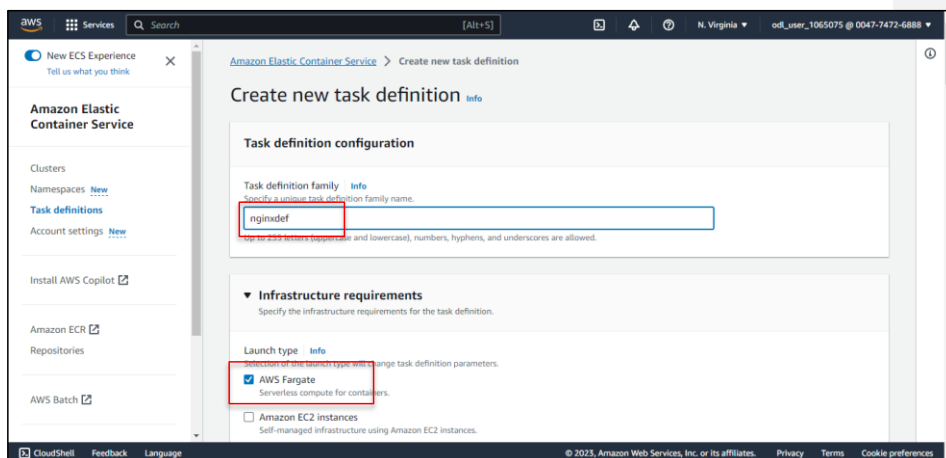 aws Services Search [Alt+S] N. Virginia odl_user_1065075 @ 0047-7472-6888
New ECS Experience
Tell us what you think
Amazon Elastic
Container Service
Clusters
Namespaces New
Task definitions
Account settings New
Install AWS Copilot
Amazon ECR
Repositories
AWS Batch
Amazon Elastic Container Service > Create new task definition
Create new task definition Info
Task definition configuration
Task definition family Info
Specify a unique task definition family name.
nginxdef
Up to 255 letters (uppercase and lowercase), numbers, hyphens, and underscores are allowed.
Infrastructure requirements
Specify the infrastructure requirements for the task definition.
Launch type Info
Selection of the launch type will change task definition parameters.
AWS Fargate
Serverless compute for containers.
Amazon EC2 instances
Self-managed infrastructure using Amazon EC2 instances.
CloudShell Feedback Language © 2023, Amazon Web Services, Inc. or its affiliates. Privacy Terms Cookie preferences